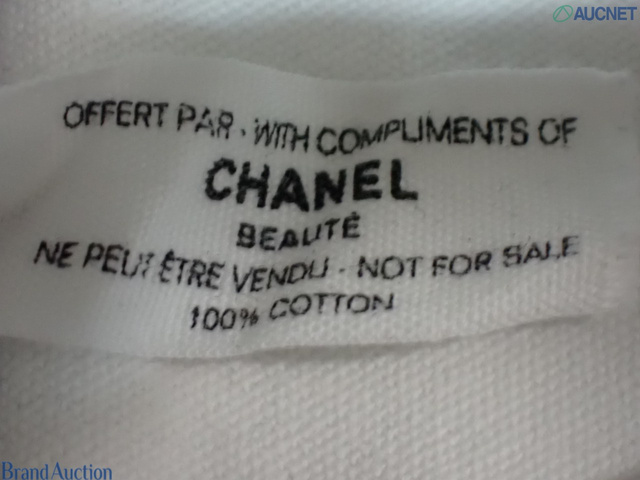 AUCNET
OFFERT PAR - WITH COMPLIMENTS OF
CHANEL
BEAUTÉ
NE PEUT ÊTRE VENDU - NOT FOR SALE
100% COTTON
BrandAuction